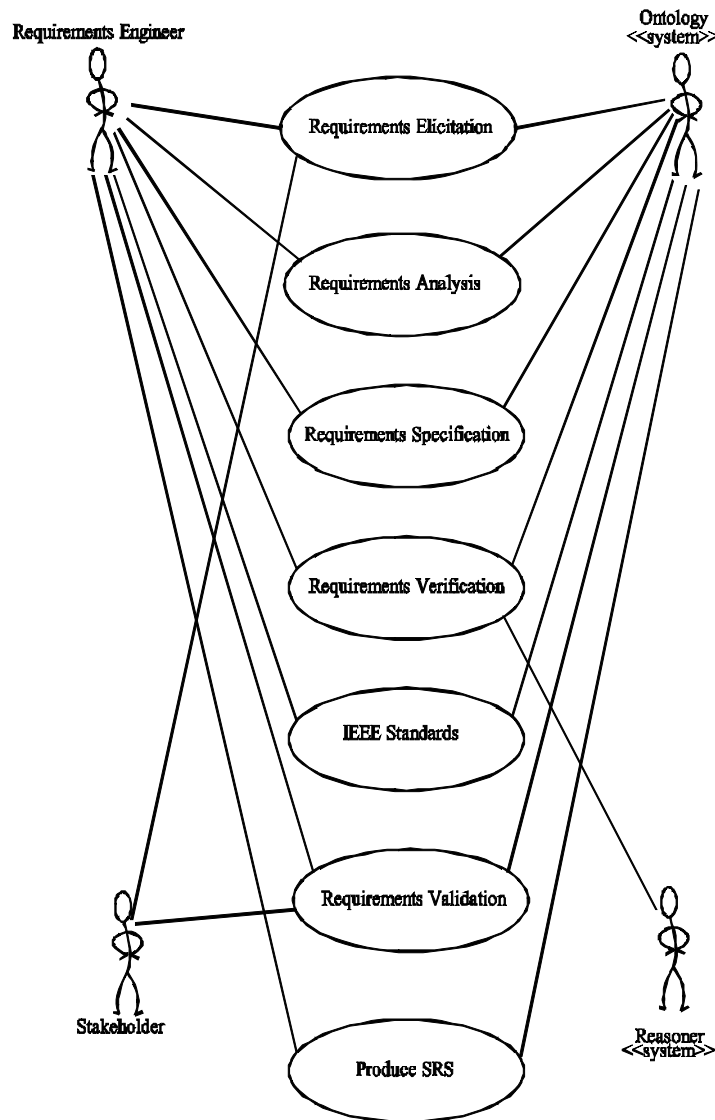 Requirements Engineer
Ontology
<<system>>
Requirements Elicitation
Requirements Analysis
Requirements Specification
Requirements Verification
IEEE Standards
Requirements Validation
Stakeholder
Reasoner
<<system>>
Produce SRS